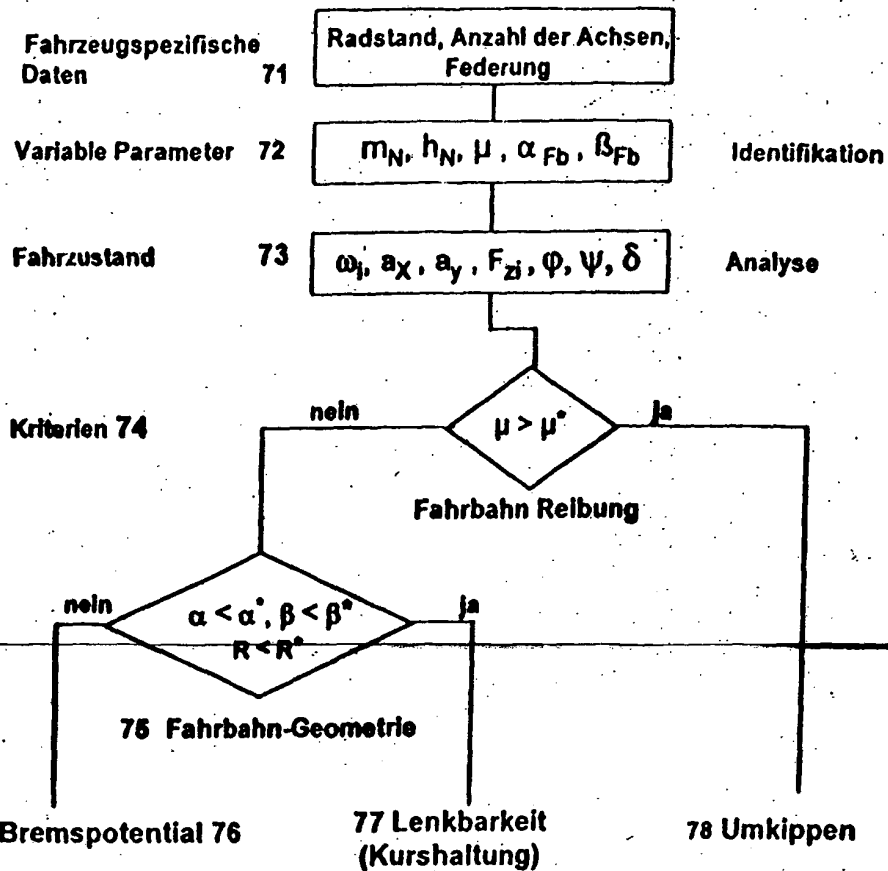 Fahrzeugspezifische
Daten 71
Radstand, Anzahl der Achsen,
Federung
Variable Parameter 72
m_N, h_N, μ, α_Fb, ß_Fb
Identifikation
Fahrzustand 73
ω_i, a_X, a_y, F_zi, φ, ψ, δ
Analyse
Kriterien 74
nein
μ > μ*
ja
Fahrbahn Reibung
nein
α < α*, β < β*
R < R*
ja
75 Fahrbahn-Geometrie
Bremspotential 76
77 Lenkbarkeit
(Kurshaltung)
78 Umkippen